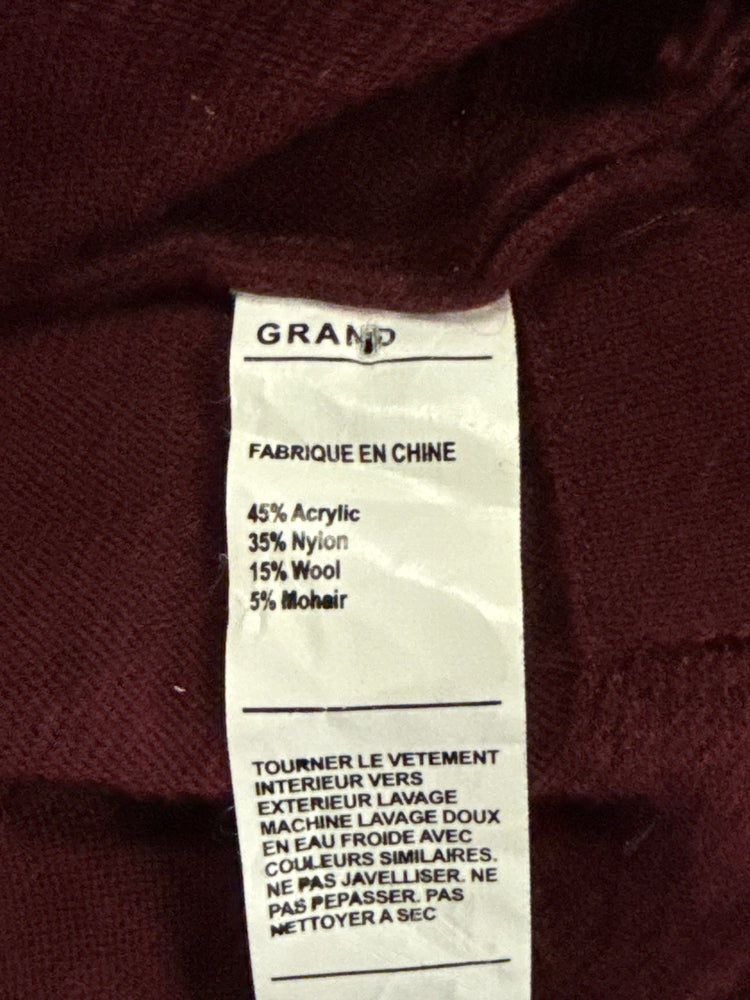 GRAND
FABRIQUE EN CHINE
45% Acrylic
35% Nylon
15% Wool
5% Mohair
TOURNER LE VETEMENT
INTERIEUR VERS
EXTERIEUR LAVAGE
MACHINE LAVAGE DOUX
EN EAU FROIDE AVEC
COULEURS SIMILAIRES.
NE PAS JAVELLISER. NE
PAS PEPASSER. PAS
NETTOYER A SEC